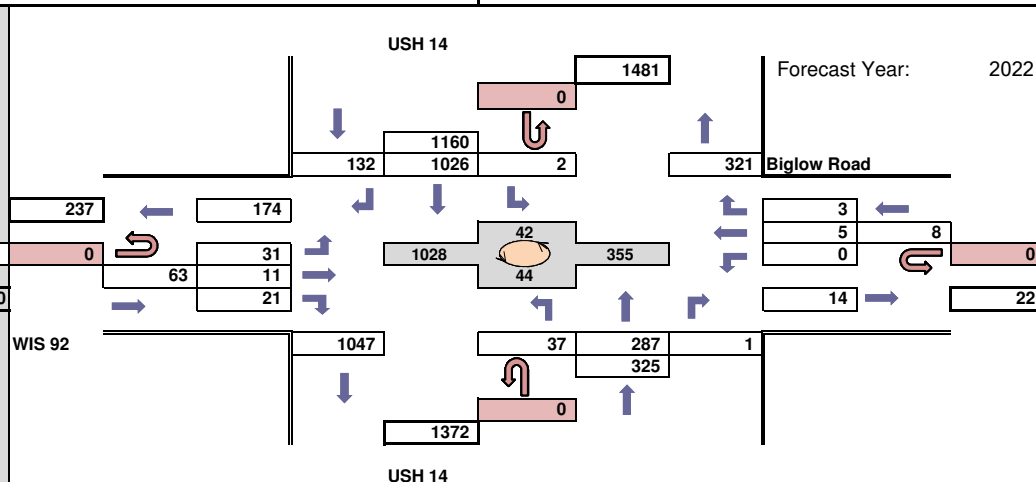 USH 14
1481
Forecast Year: 2022
0
1160
132 1026 2 321 Biglow Road
237 174 3
42 5 8
0 31 1028 355 0 0
63 11 44
21 14 22
WIS 92 1047 37 287 1
325
0
1372
USH 14